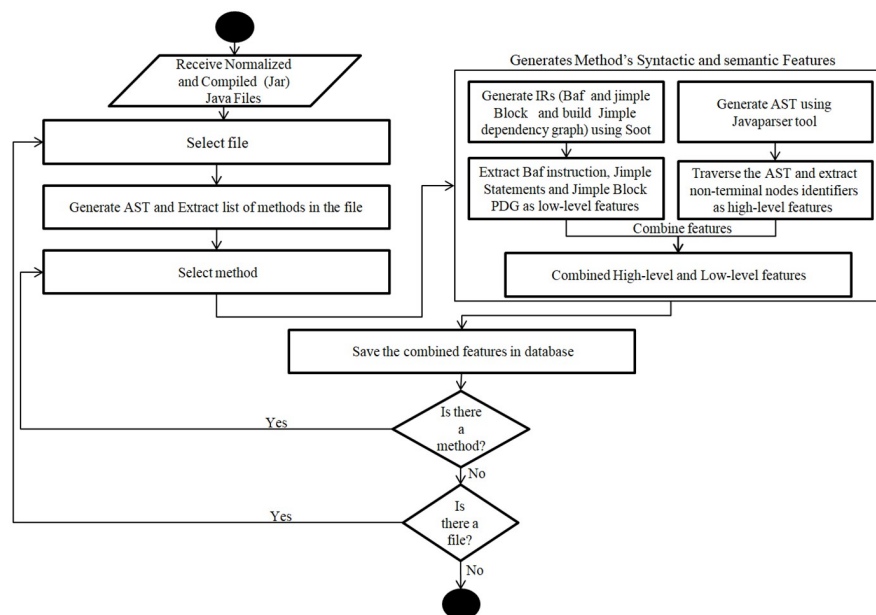 Receive Normalized
and Compiled (Jar)
Java Files
Select file
Generate AST and Extract list of methods in the file
Select method
Generates Method's Syntactic and semantic Features
Generate IRs (Baf and jimple
Block and build Jimple
dependency graph) using Soot
Generate AST using
Javaparser tool
Extract Baf instruction, Jimple
Statements and Jimple Block
PDG as low-level features
Traverse the AST and extract
non-terminal nodes identifiers
as high-level features
Combine features
Combined High-level and Low-level features
Save the combined features in database
Is there
a
method?
Yes
No
Is
there a
file?
Yes
No